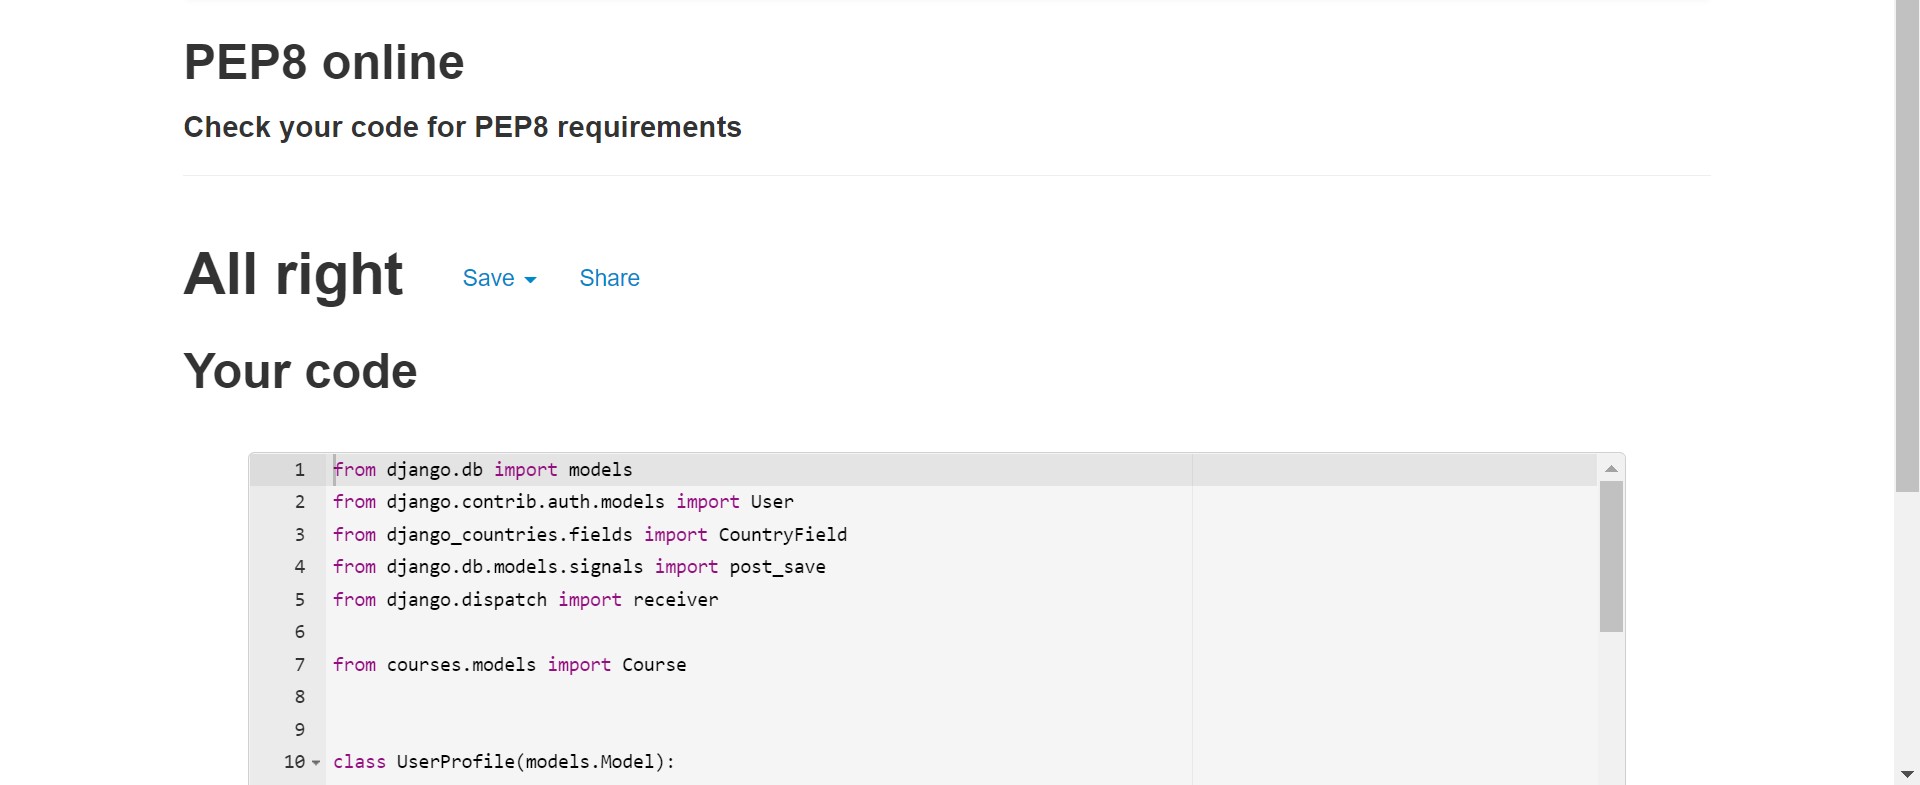 PEP8 online
Check your code for PEP8 requirements
All right Save Share
Your code
1 from django.db import models
2 from django.contrib.auth.models import User
3 from django_countries.fields import CountryField
4 from django.db.models.signals import post_save
5 from django.dispatch import receiver
6
7 from courses.models import Course
8
9
10 class UserProfile(models.Model):